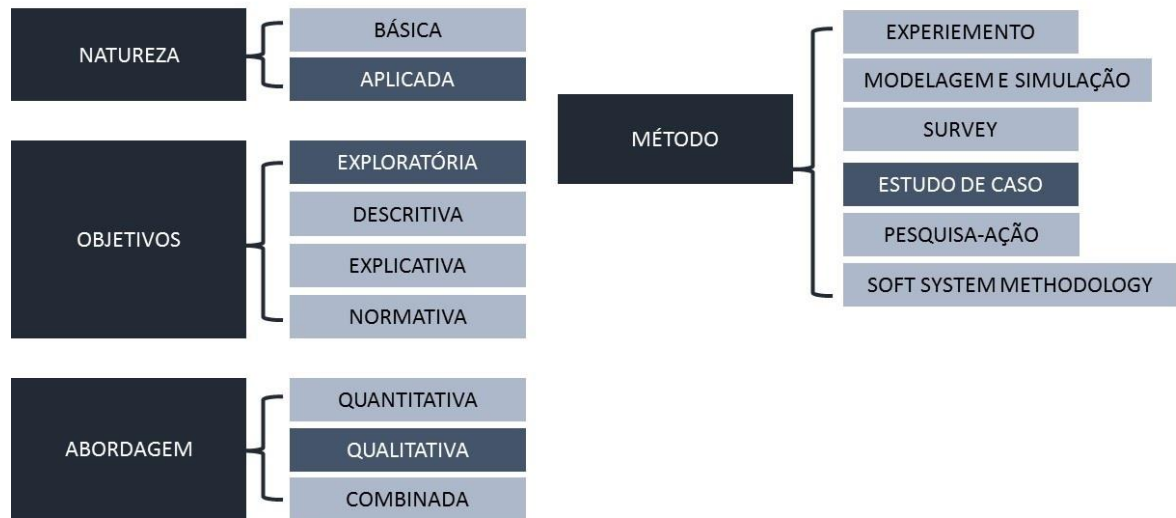 NATUREZA
BÁSICA
APLICADA
OBJETIVOS
EXPLORATÓRIA
DESCRITIVA
EXPLICATIVA
NORMATIVA
ABORDAGEM
QUANTITATIVA
QUALITATIVA
COMBINADA
MÉTODO
EXPERIEMENTO
MODELAGEM E SIMULAÇÃO
SURVEY
ESTUDO DE CASO
PESQUISA-AÇÃO
SOFT SYSTEM METHODOLOGY